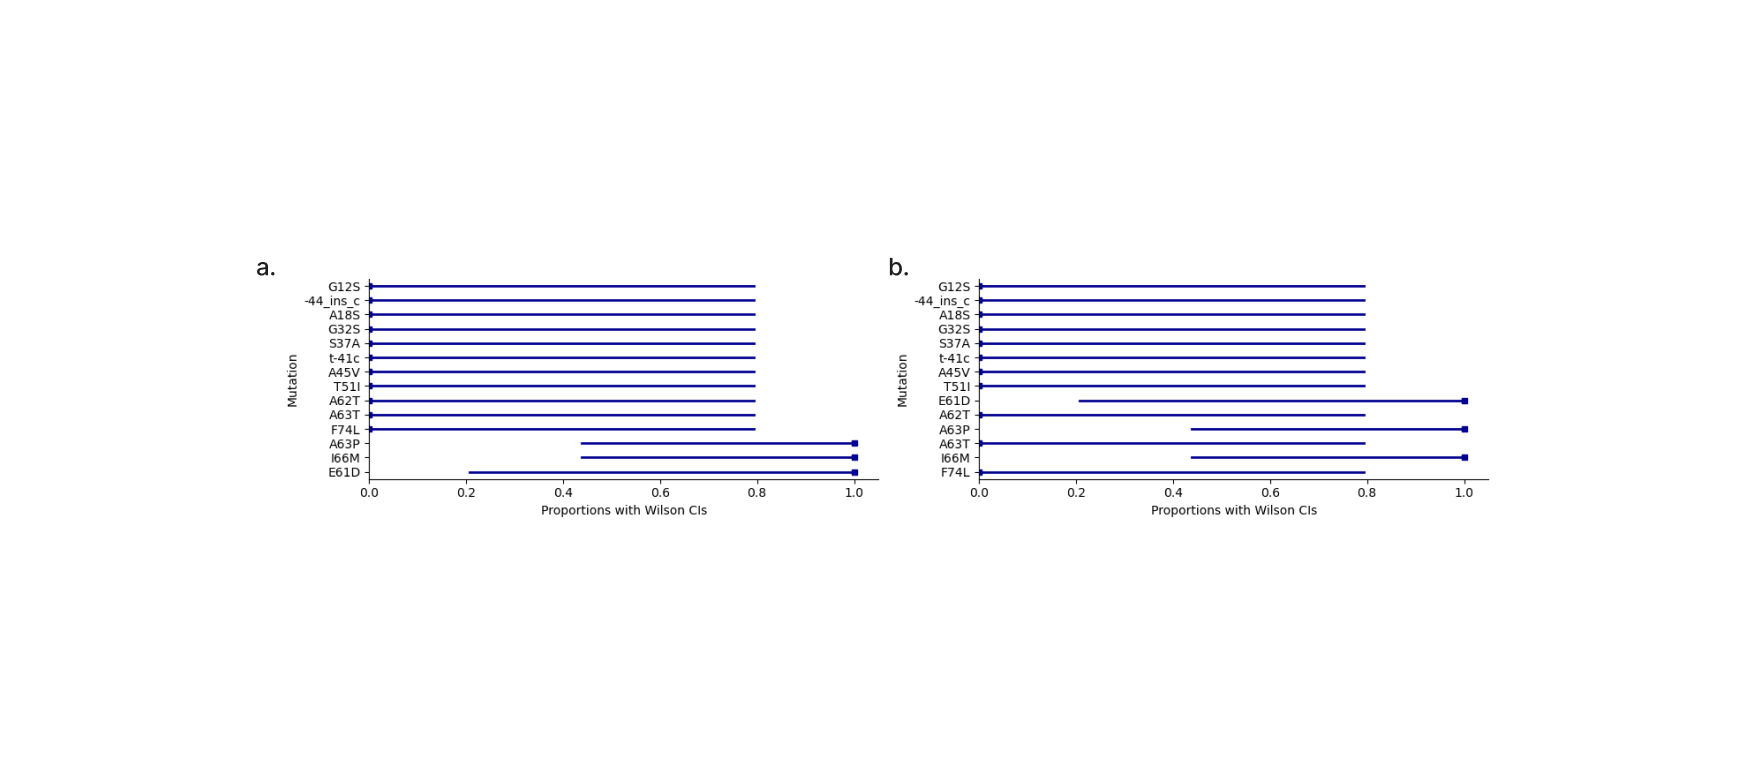 a.
G12S
-44_ins_c
A18S
G32S
S37A
t-41c
A45V
T51I
A62T
A63T
F74L
A63P
I66M
E61D
Mutation
0.0 0.2 0.4 0.6 0.8 1.0
Proportions with Wilson CIs
b.
G12S
-44_ins_c
A18S
G32S
S37A
t-41c
A45V
T51I
E61D
A62T
A63P
A63T
I66M
F74L
Mutation
0.0 0.2 0.4 0.6 0.8 1.0
Proportions with Wilson CIs